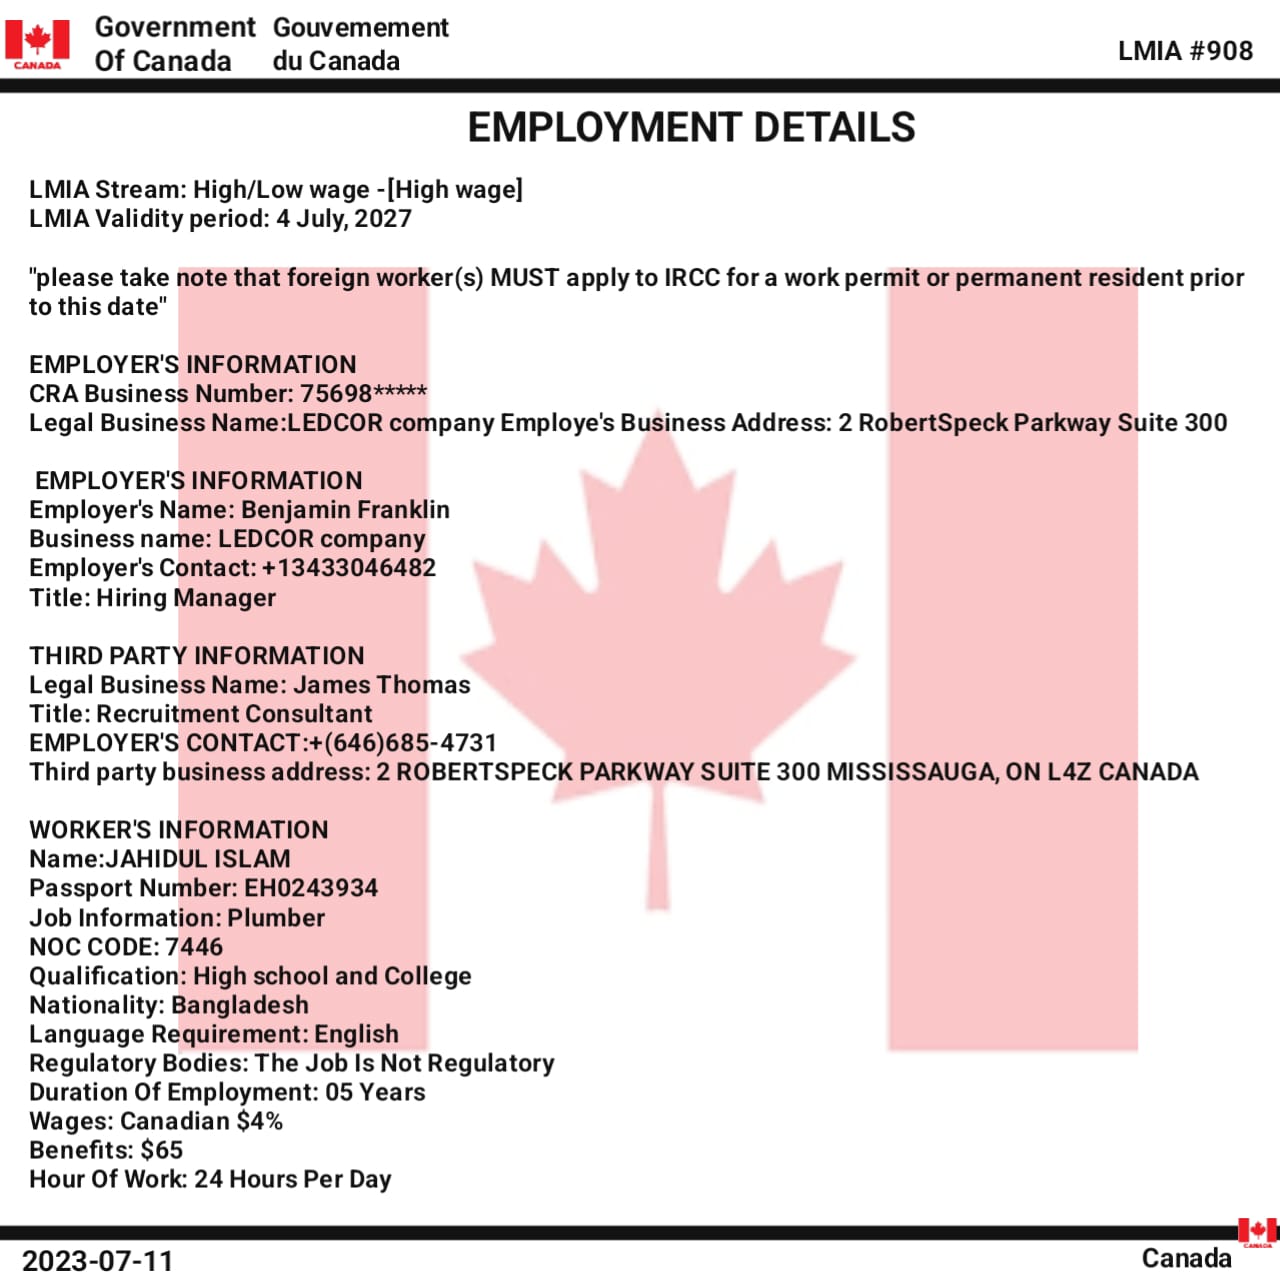 Government Gouvemement
Of Canada du Canada
CANADA
LMIA #908
EMPLOYMENT DETAILS
LMIA Stream: High/Low wage -[High wage]
LMIA Validity period: 4 July, 2027
"please take note that foreign worker(s) MUST apply to IRCC for a work permit or permanent resident prior
to this date"
EMPLOYER'S INFORMATION
CRA Business Number: 75698*****
Legal Business Name:LEDCOR company Employe's Business Address: 2 RobertSpeck Parkway Suite 300
EMPLOYER'S INFORMATION
Employer's Name: Benjamin Franklin
Business name: LEDCOR company
Employer's Contact: +13433046482
Title: Hiring Manager
THIRD PARTY INFORMATION
Legal Business Name: James Thomas
Title: Recruitment Consultant
EMPLOYER'S CONTACT:+(646)685-4731
Third party business address: 2 ROBERTSPECK PARKWAY SUITE 300 MISSISSAUGA, ON L4Z CANADA
WORKER'S INFORMATION
Name:JAHIDUL ISLAM
Passport Number: EH0243934
Job Information: Plumber
NOC CODE: 7446
Qualification: High school and College
Nationality: Bangladesh
Language Requirement: English
Regulatory Bodies: The Job Is Not Regulatory
Duration Of Employment: 05 Years
Wages: Canadian $4%
Benefits: $65
Hour Of Work: 24 Hours Per Day
2023-07-11
Canada
CANADA